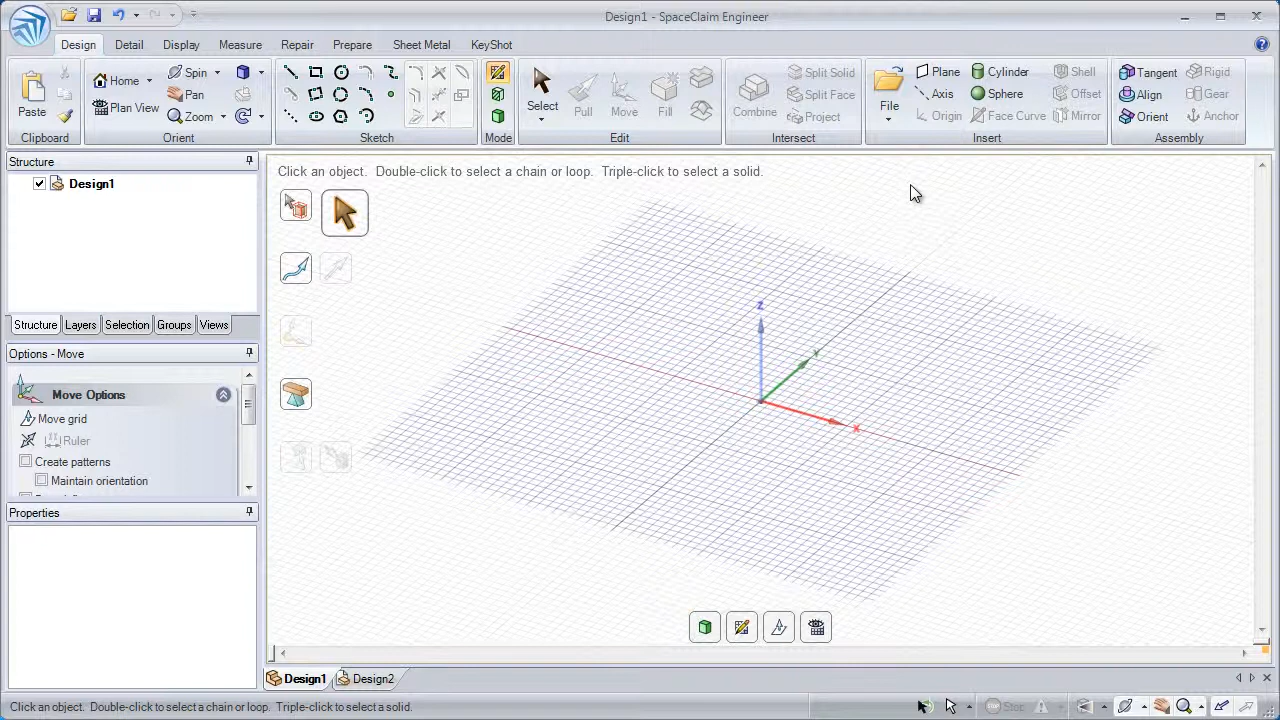 Design1 - SpaceClaim Engineer
Design Detail Display Measure Repair Prepare Sheet Metal KeyShot
Paste
Clipboard
Home Spin
Plan View Pan
Zoom
Orient
Sketch
Mode
Select Pull Move Fill
Edit
Combine Split Solid
Split Face
Project
Intersect
File Plane Cylinder Shell
Axis Sphere Offset
Origin Face Curve Mirror
Insert
Tangent Rigid
Align Gear
Orient Anchor
Assembly
Structure
Design1
Structure Layers Selection Groups Views
Options - Move
Move Options
Move grid
Ruler
Create patterns
Maintain orientation
Properties
Click an object. Double-click to select a chain or loop. Triple-click to select a solid.
Z
Y
X
Design1 Design2
Click an object. Double-click to select a chain or loop. Triple-click to select a solid.
Stop